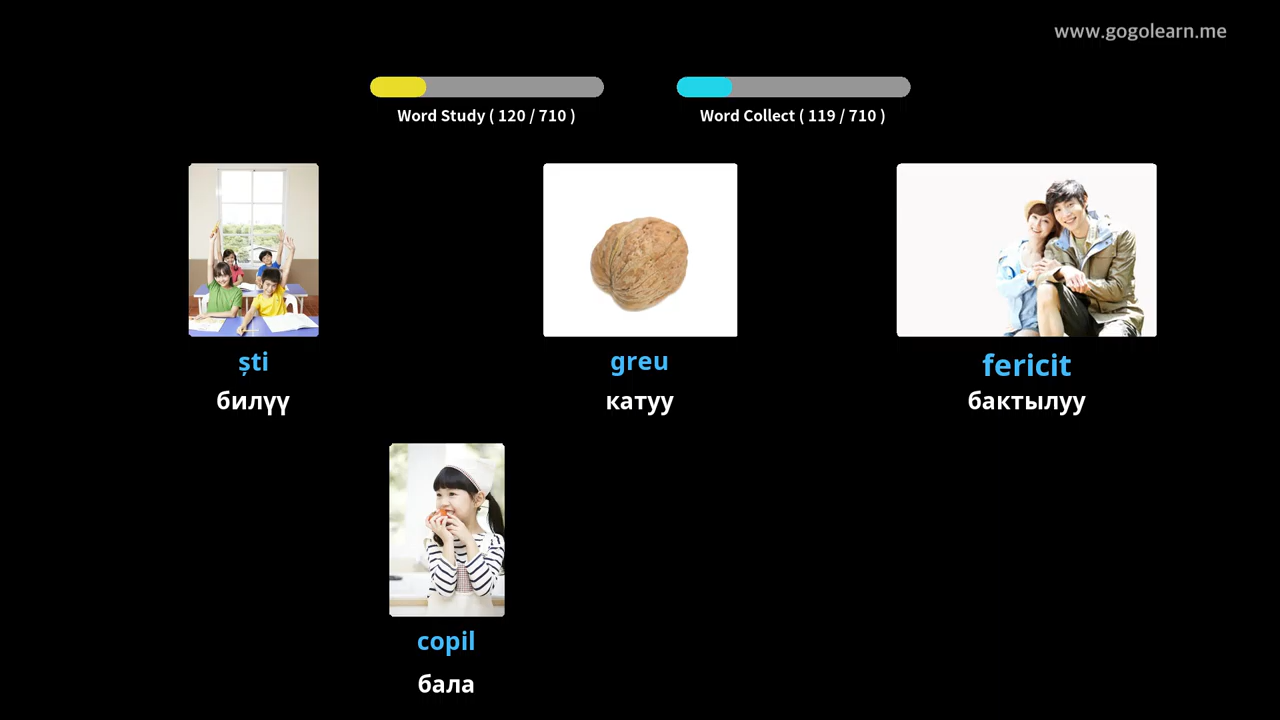 www.gogolearn.me
Word Study ( 120 / 710 )
Word Collect ( 119 / 710 )
ști
билүү
greu
катуу
fericit
бактылуу
copil
бала